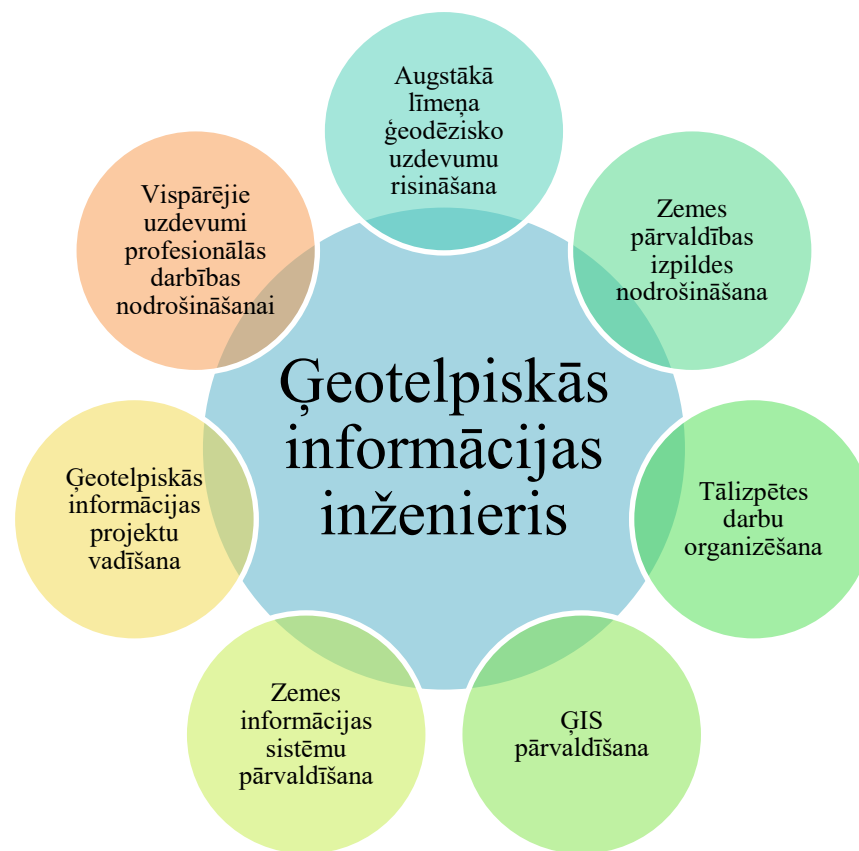 Augstākā
līmeņa
ģeodēzisko
uzdevumu
risināšana
Zemes
pārvaldības
izpildes
nodrošināšana
Tālizpētes
darbu
organizēšana
ĢIS
pārvaldīšana
Zemes
informācijas
sistēmu
pārvaldīšana
Ģeotelpiskās
informācijas
projektu
vadīšana
Vispārējie
uzdevumi
profesionālās
darbības
nodrošināšanai
Ģeotelpiskās
informācijas
inženieris